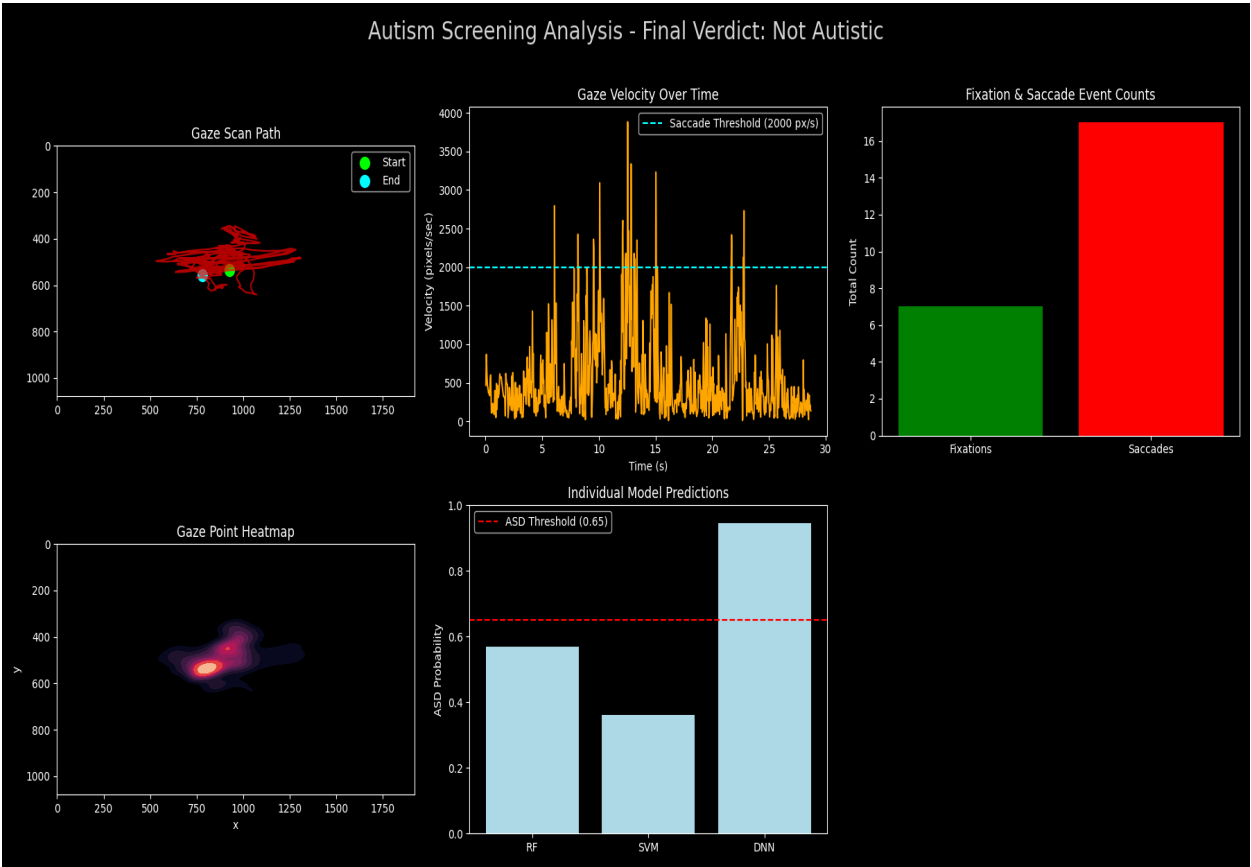 Autism Screening Analysis - Final Verdict: Not Autistic
Gaze Scan Path
Start
End
0
200
400
600
800
1000
0 250 500 750 1000 1250 1500 1750
Gaze Velocity Over Time
Saccade Threshold (2000 px/s)
Velocity (pixels/sec)
4000
3500
3000
2500
2000
1500
1000
500
0
0 5 10 15 20 25 30
Time (s)
Fixation & Saccade Event Counts
Total Count
16
14
12
10
8
6
4
2
0
Fixations Saccades
Gaze Point Heatmap
y
0
200
400
600
800
1000
0 250 500 750 1000 1250 1500 1750
x
Individual Model Predictions
ASD Threshold (0.65)
ASD Probability
1.0
0.8
0.6
0.4
0.2
0.0
RF SVM DNN